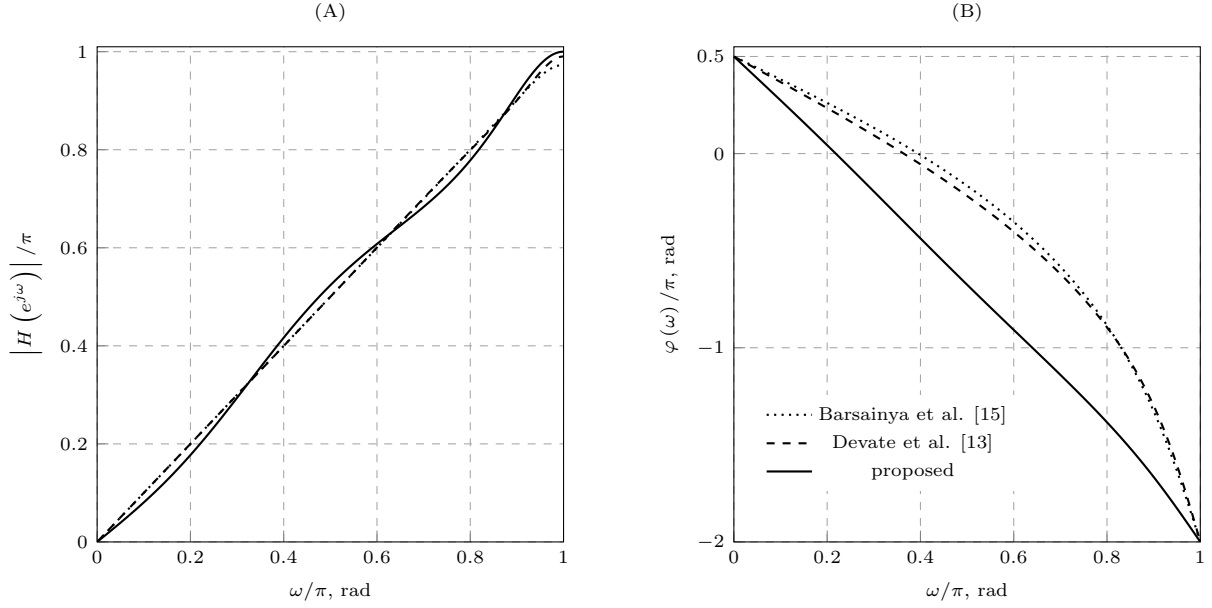 (A)
1
0.8
0.6
0.4
0.2
0
0
0.2
0.4
0.6
0.8
1
|H (e^{jω})| /π
ω/π, rad
(B)
0.5
0
−1
−2
0
0.2
0.4
0.6
0.8
1
φ (ω) /π, rad
ω/π, rad
Barsainya et al. [15]
Devate et al. [13]
proposed